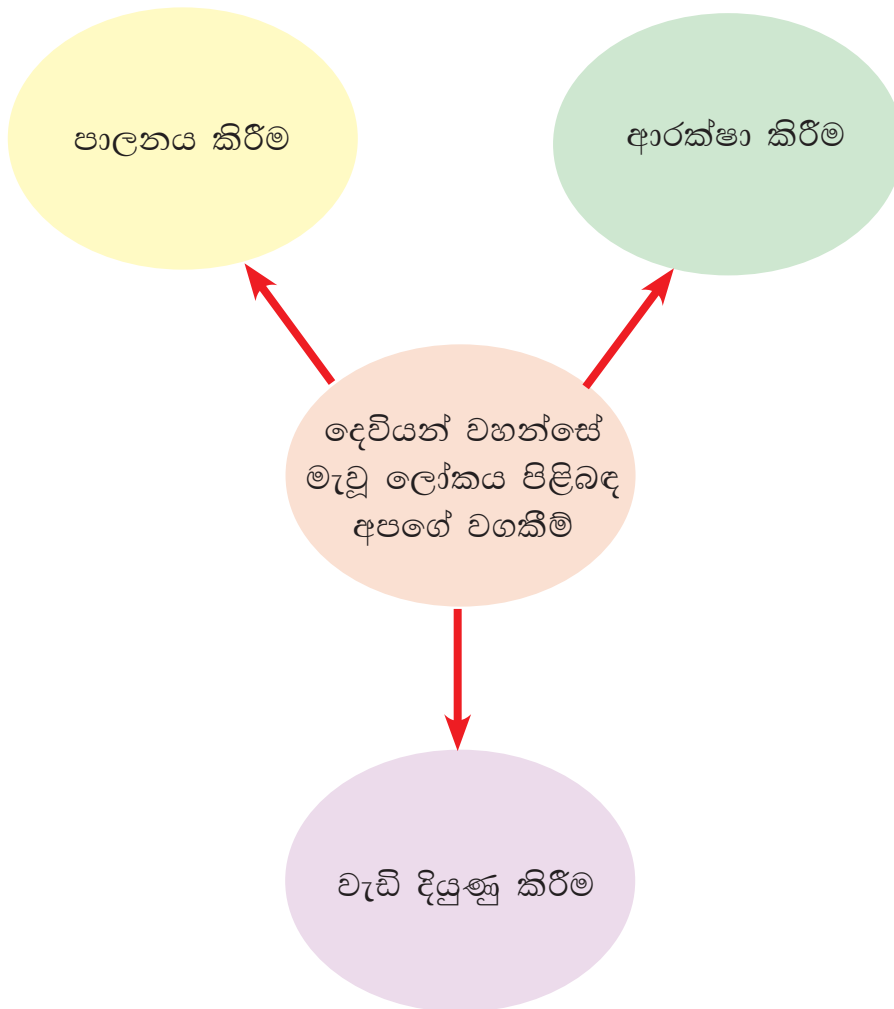 පාලනය කිරීම
ආරක්ෂා කිරීම
දෙවියන් වහන්සේ
මැවූ ලෝකය පිළිබඳ
අපගේ වගකීම්
වැඩි දියුණු කිරීම